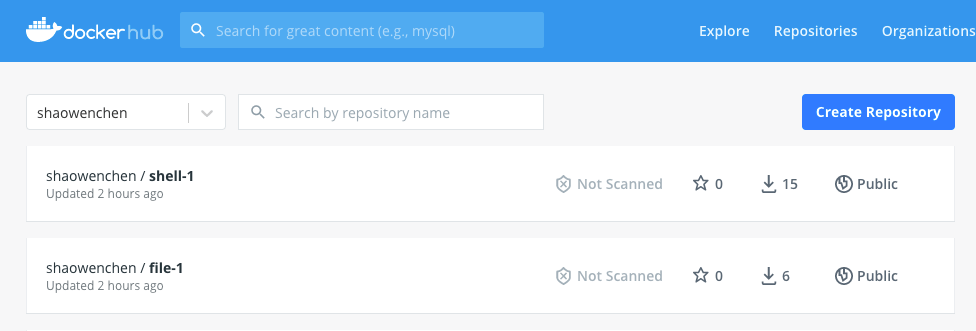 dockerhub Search for great content (e.g., mysql) Explore Repositories Organizations
shaowenchen Search by repository name Create Repository
shaowenchen / shell-1
Updated 2 hours ago
Not Scanned 0 15 Public
shaowenchen / file-1
Updated 2 hours ago
Not Scanned 0 6 Public